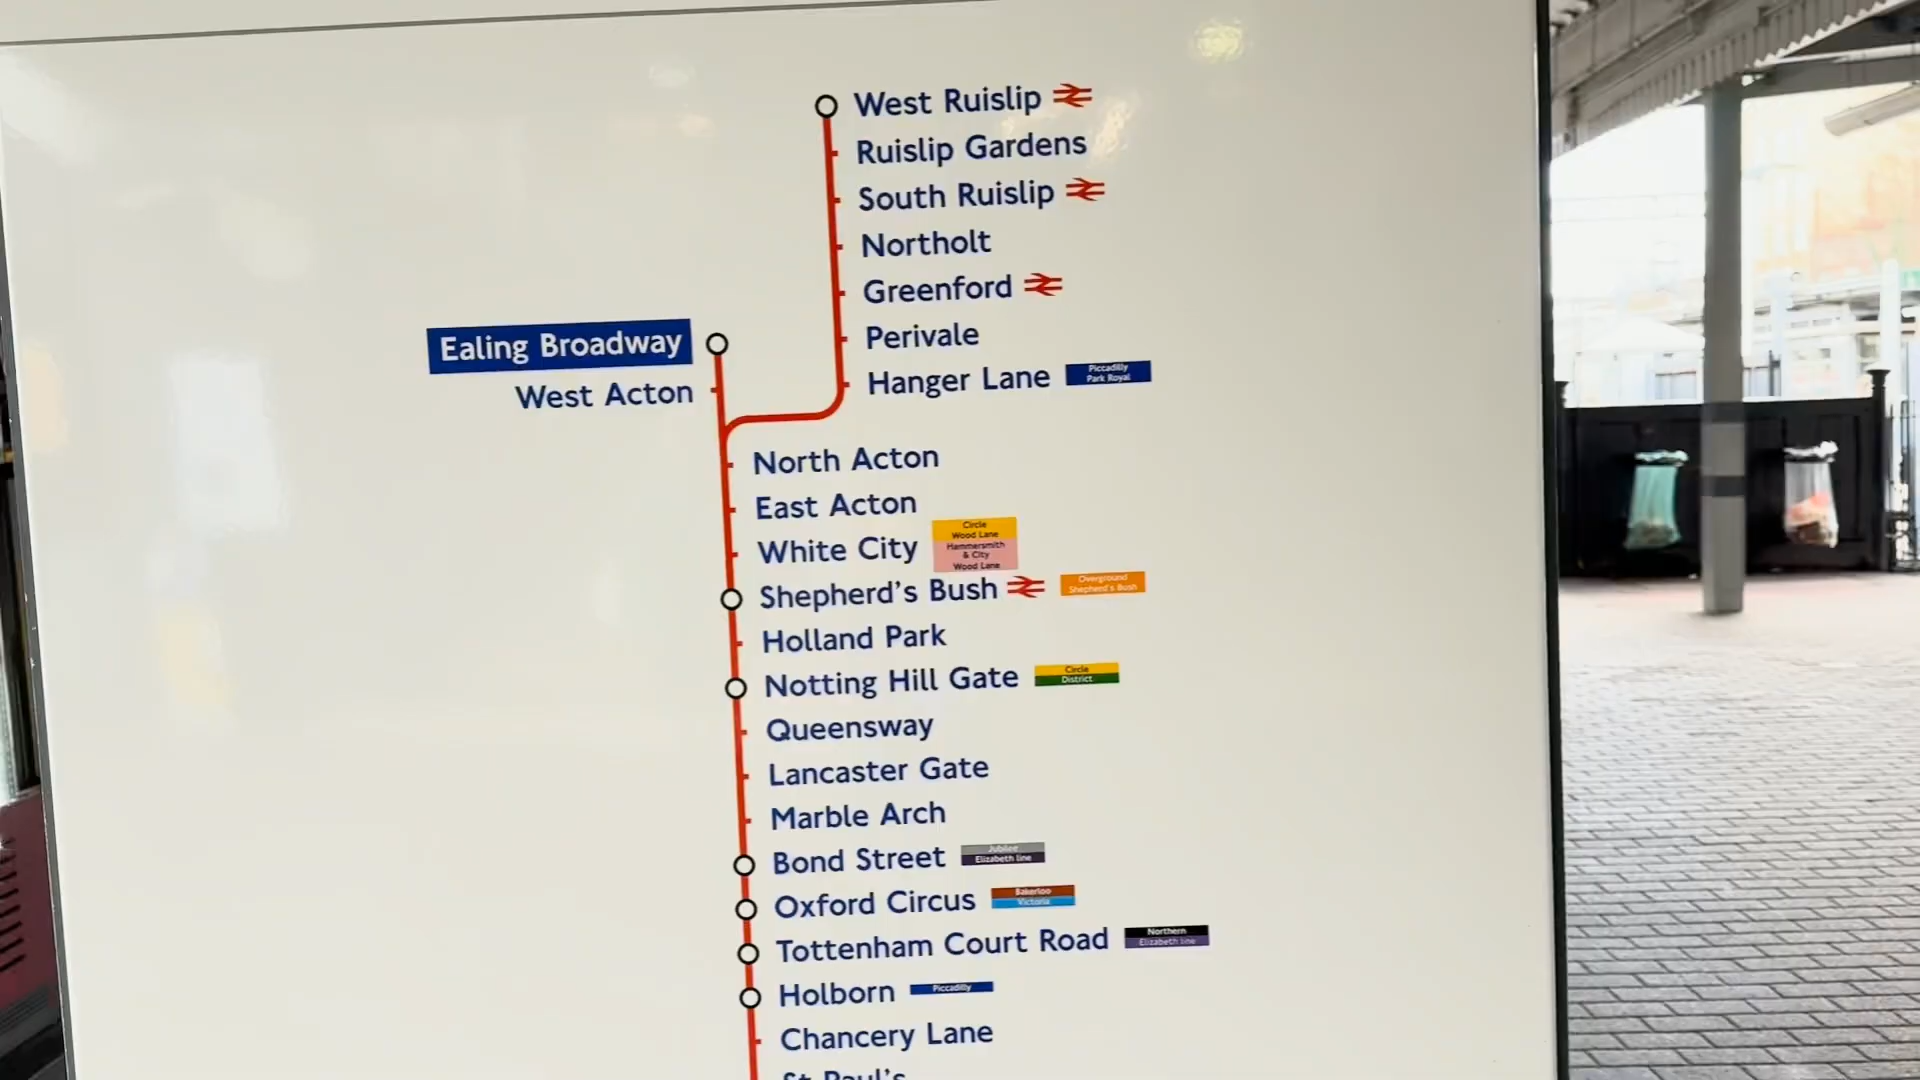 West Ruislip
Ruislip Gardens
South Ruislip
Northolt
Greenford
Perivale
Hanger Lane
Piccadilly
Park Royal
Ealing Broadway
West Acton
North Acton
East Acton
White City
Circle
Wood Lane
Hammersmith
& City
Wood Lane
Shepherd's Bush
Overground
Shepherd's Bush
Holland Park
Notting Hill Gate
Circle
District
Queensway
Lancaster Gate
Marble Arch
Bond Street
Jubilee
Elizabeth line
Oxford Circus
Bakerloo
Victoria
Tottenham Court Road
Northern
Elizabeth line
Holborn
Piccadilly
Chancery Lane
St Paul's